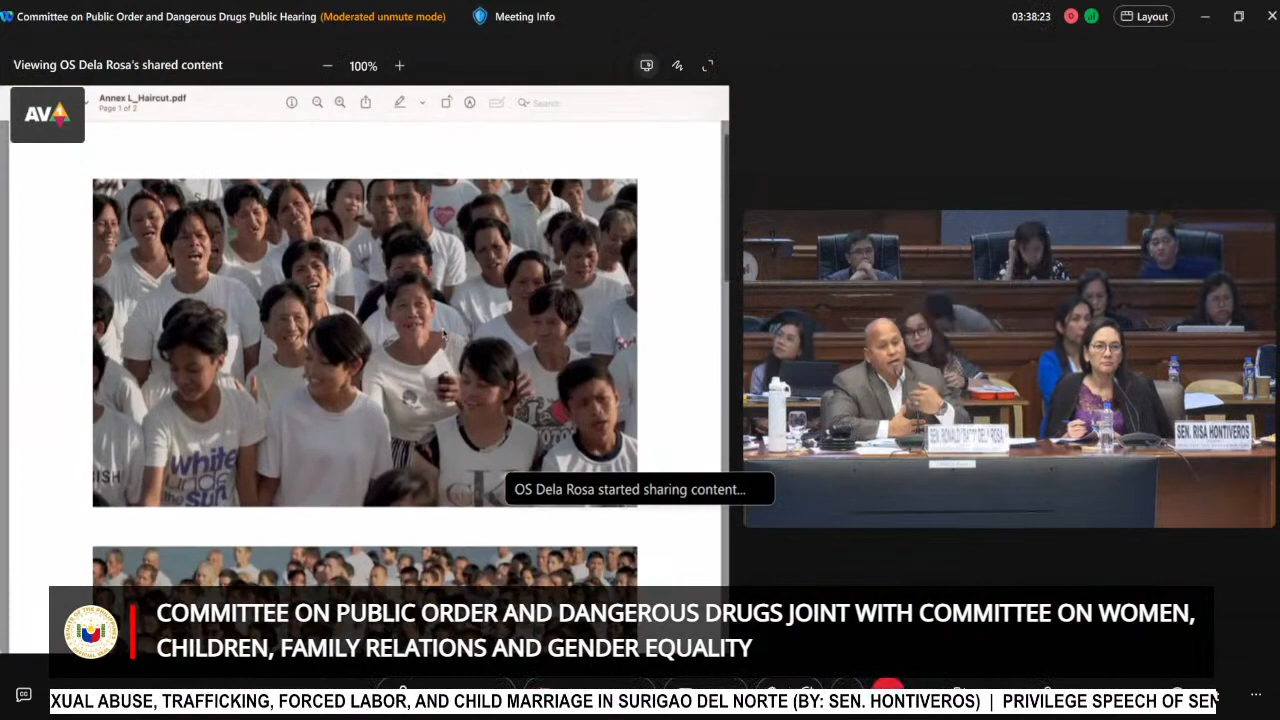 Committee on Public Order and Dangerous Drugs Public Hearing (Moderated unmute mode)
Meeting Info
03:38:23
Layout
Viewing OS Dela Rosa's shared content
100%
AV
Annex L_Haircut.pdf
Page 1 of 2
Search
white
under
the sun
OS Dela Rosa started sharing content...
SEN. RONALD "BATO" DELA ROSA
SEN. RISA HONTIVEROS
COMMITTEE ON PUBLIC ORDER AND DANGEROUS DRUGS JOINT WITH COMMITTEE ON WOMEN,
CHILDREN, FAMILY RELATIONS AND GENDER EQUALITY
XUAL ABUSE, TRAFFICKING, FORCED LABOR, AND CHILD MARRIAGE IN SURIGAO DEL NORTE (BY: SEN. HONTIVEROS) | PRIVILEGE SPEECH OF SEN